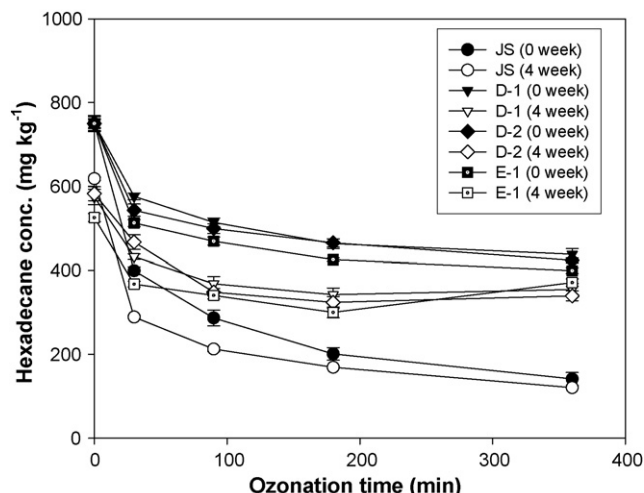 1000
800
600
400
200
0
Hexadecane conc. (mg kg⁻¹)
JS (0 week)
JS (4 week)
D-1 (0 week)
D-1 (4 week)
D-2 (0 week)
D-2 (4 week)
E-1 (0 week)
E-1 (4 week)
0 100 200 300 400
Ozonation time (min)